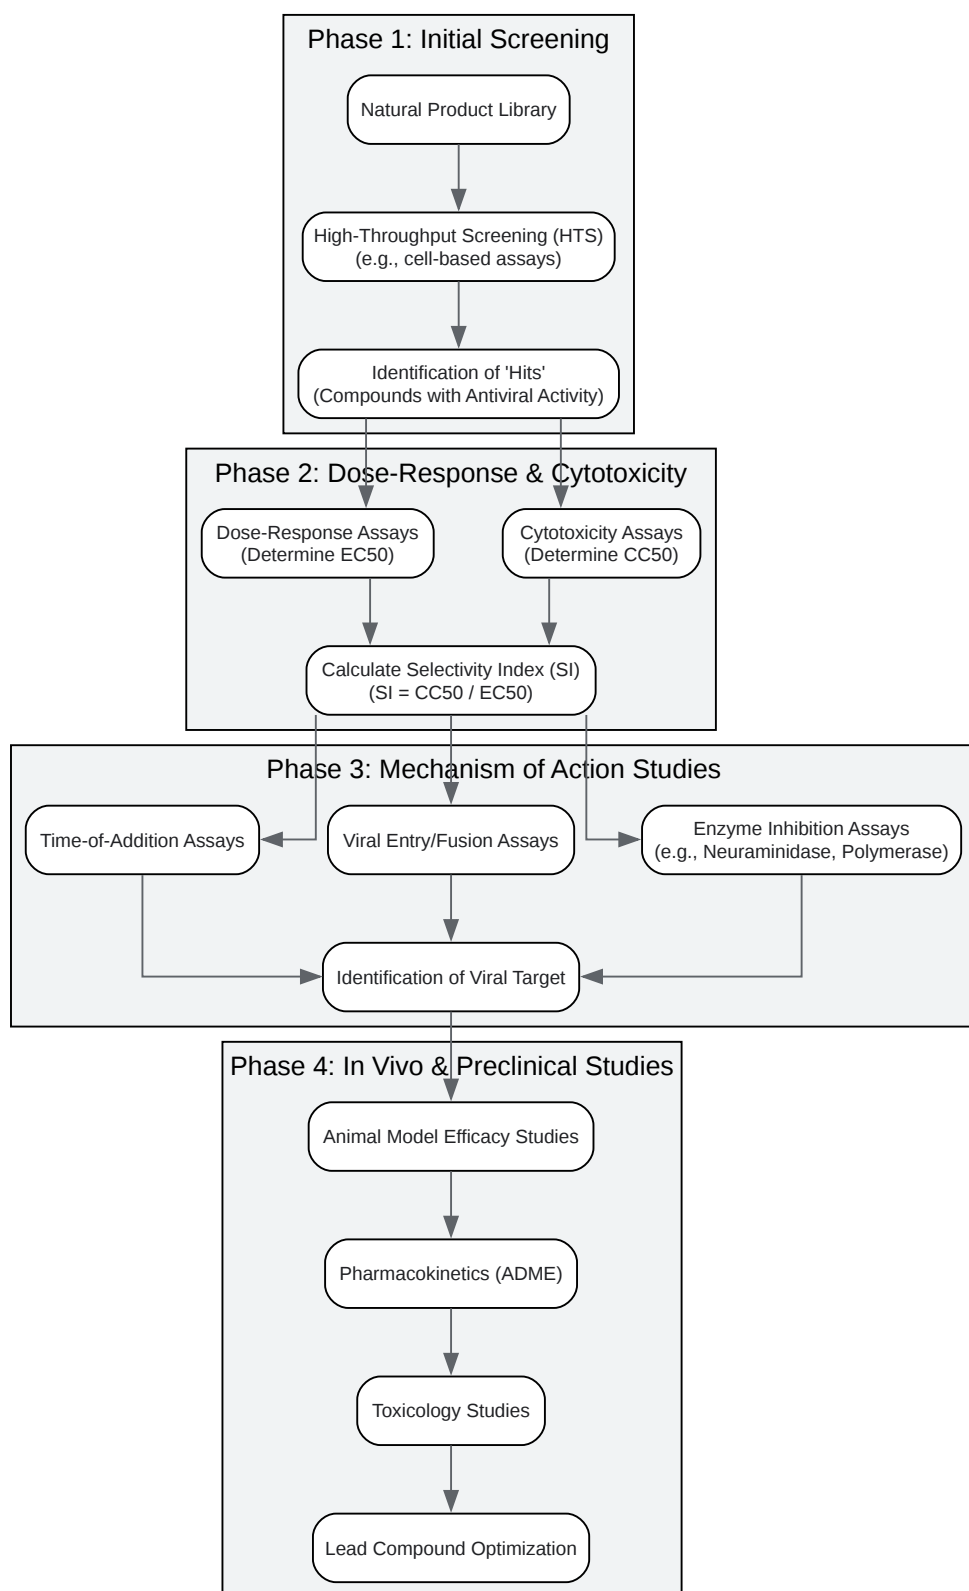 Phase 1: Initial Screening
Natural Product Library
High-Throughput Screening (HTS)
(e.g., cell-based assays)
Identification of 'Hits'
(Compounds with Antiviral Activity)
Phase 2: Dose-Response & Cytotoxicity
Dose-Response Assays
(Determine EC50)
Cytotoxicity Assays
(Determine CC50)
Calculate Selectivity Index (SI)
(SI = CC50 / EC50)
Phase 3: Mechanism of Action Studies
Time-of-Addition Assays
Viral Entry/Fusion Assays
Enzyme Inhibition Assays
(e.g., Neuraminidase, Polymerase)
Identification of Viral Target
Phase 4: In Vivo & Preclinical Studies
Animal Model Efficacy Studies
Pharmacokinetics (ADME)
Toxicology Studies
Lead Compound Optimization